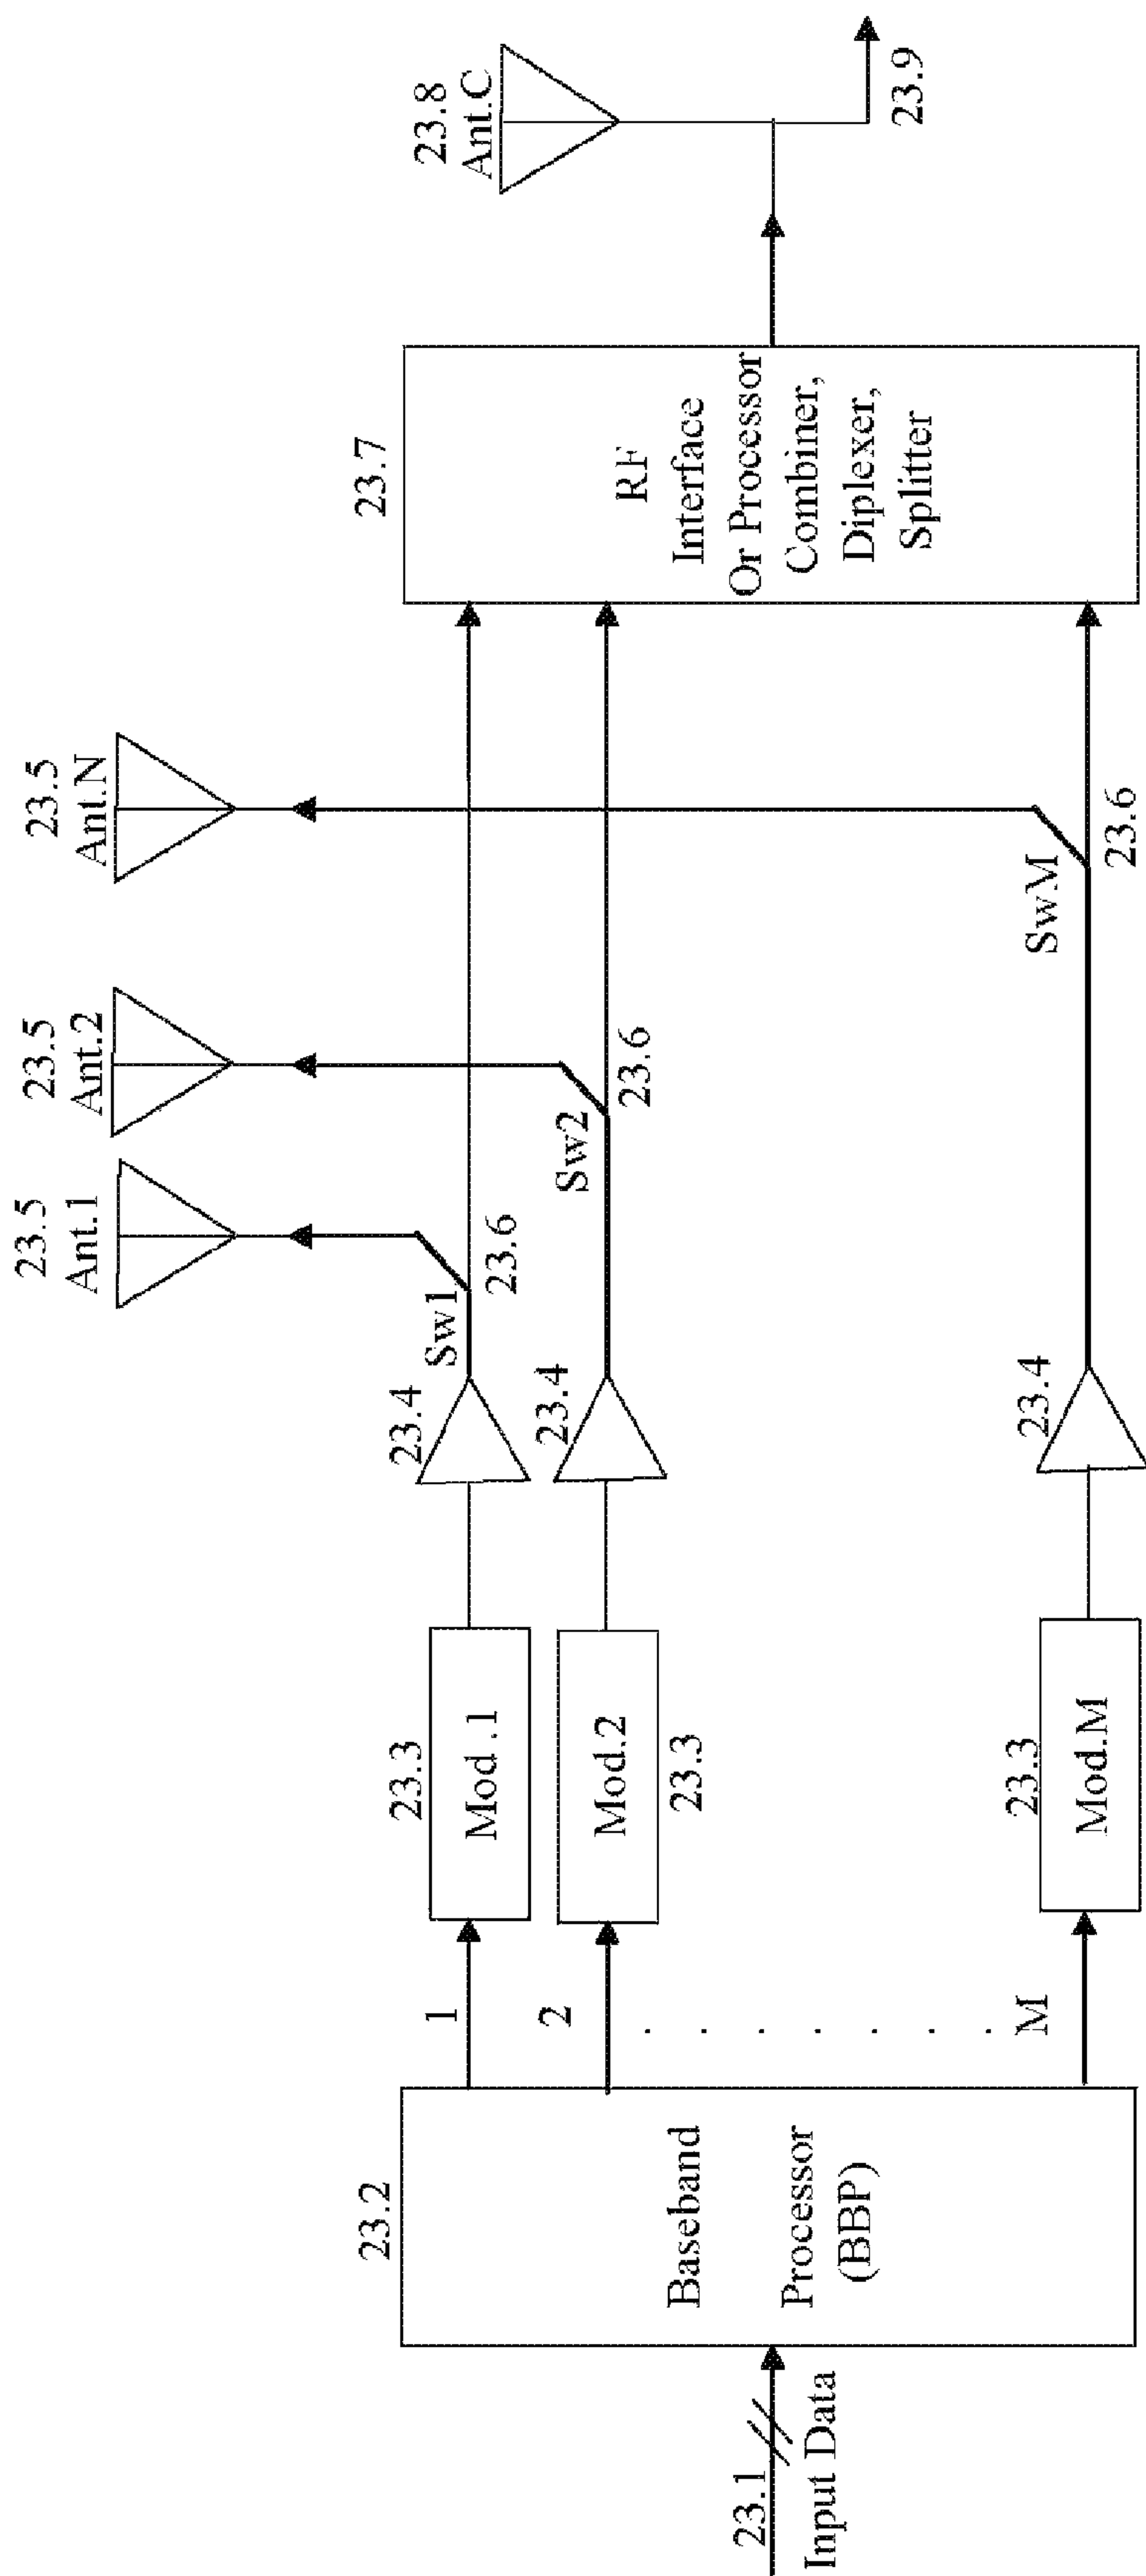 23.1
Input Data
23.2
Baseband
Processor
(BBP)
1
2
. . . . . . .
M
23.3
Mod .1
Mod.2
23.3
23.3
Mod.M
23.4
23.4
23.4
Sw1
23.6
Sw2
23.6
SwM
23.6
23.5
Ant.1
23.5
Ant.2
23.5
Ant.N
23.7
RF
Interface
Or Processor
Combiner,
Diplexer,
Splitter
23.8
Ant.C
23.9